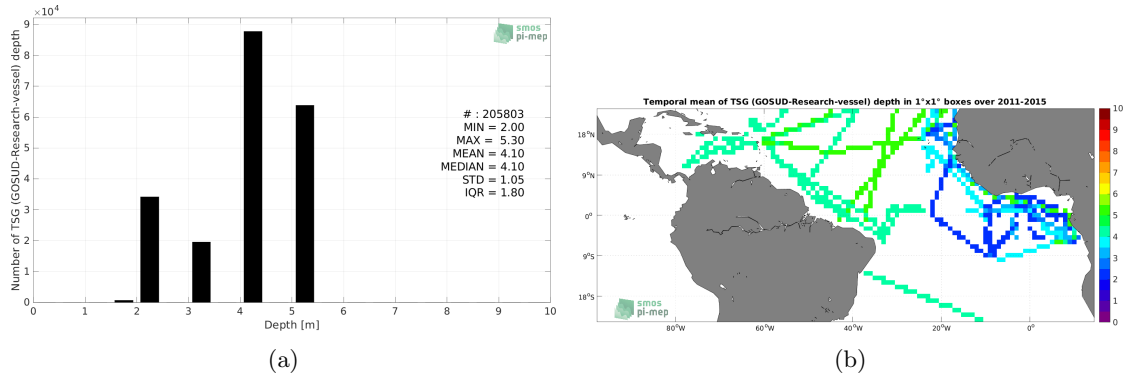 9 ×10⁴
8
7
6
5
4
3
2
1
0
Number of TSG (GOSUD-Research-vessel) depth
0 1 2 3 4 5 6 7 8 9 10
Depth [m]
smos
pi-mep
# : 205803
MIN = 2.00
MAX = 5.30
MEAN = 4.10
MEDIAN = 4.10
STD = 1.05
IQR = 1.80
(a)
Temporal mean of TSG (GOSUD-Research-vessel) depth in 1°x1° boxes over 2011-2015
18°N
9°N
0°
9°S
18°S
80°W 60°W 40°W 20°W 0°
smos
pi-mep
10
9
8
7
6
5
4
3
2
1
0
(b)